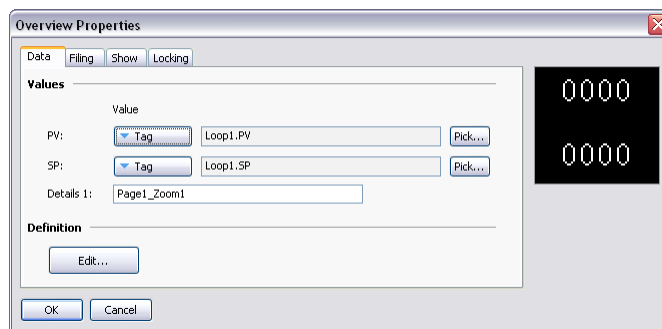 Overview Properties
Data Filing Show Locking
Values
Value
PV: Tag Loop1.PV Pick...
SP: Tag Loop1.SP Pick...
Details 1: Page1_Zoom1
Definition
Edit...
OK Cancel
0000
0000